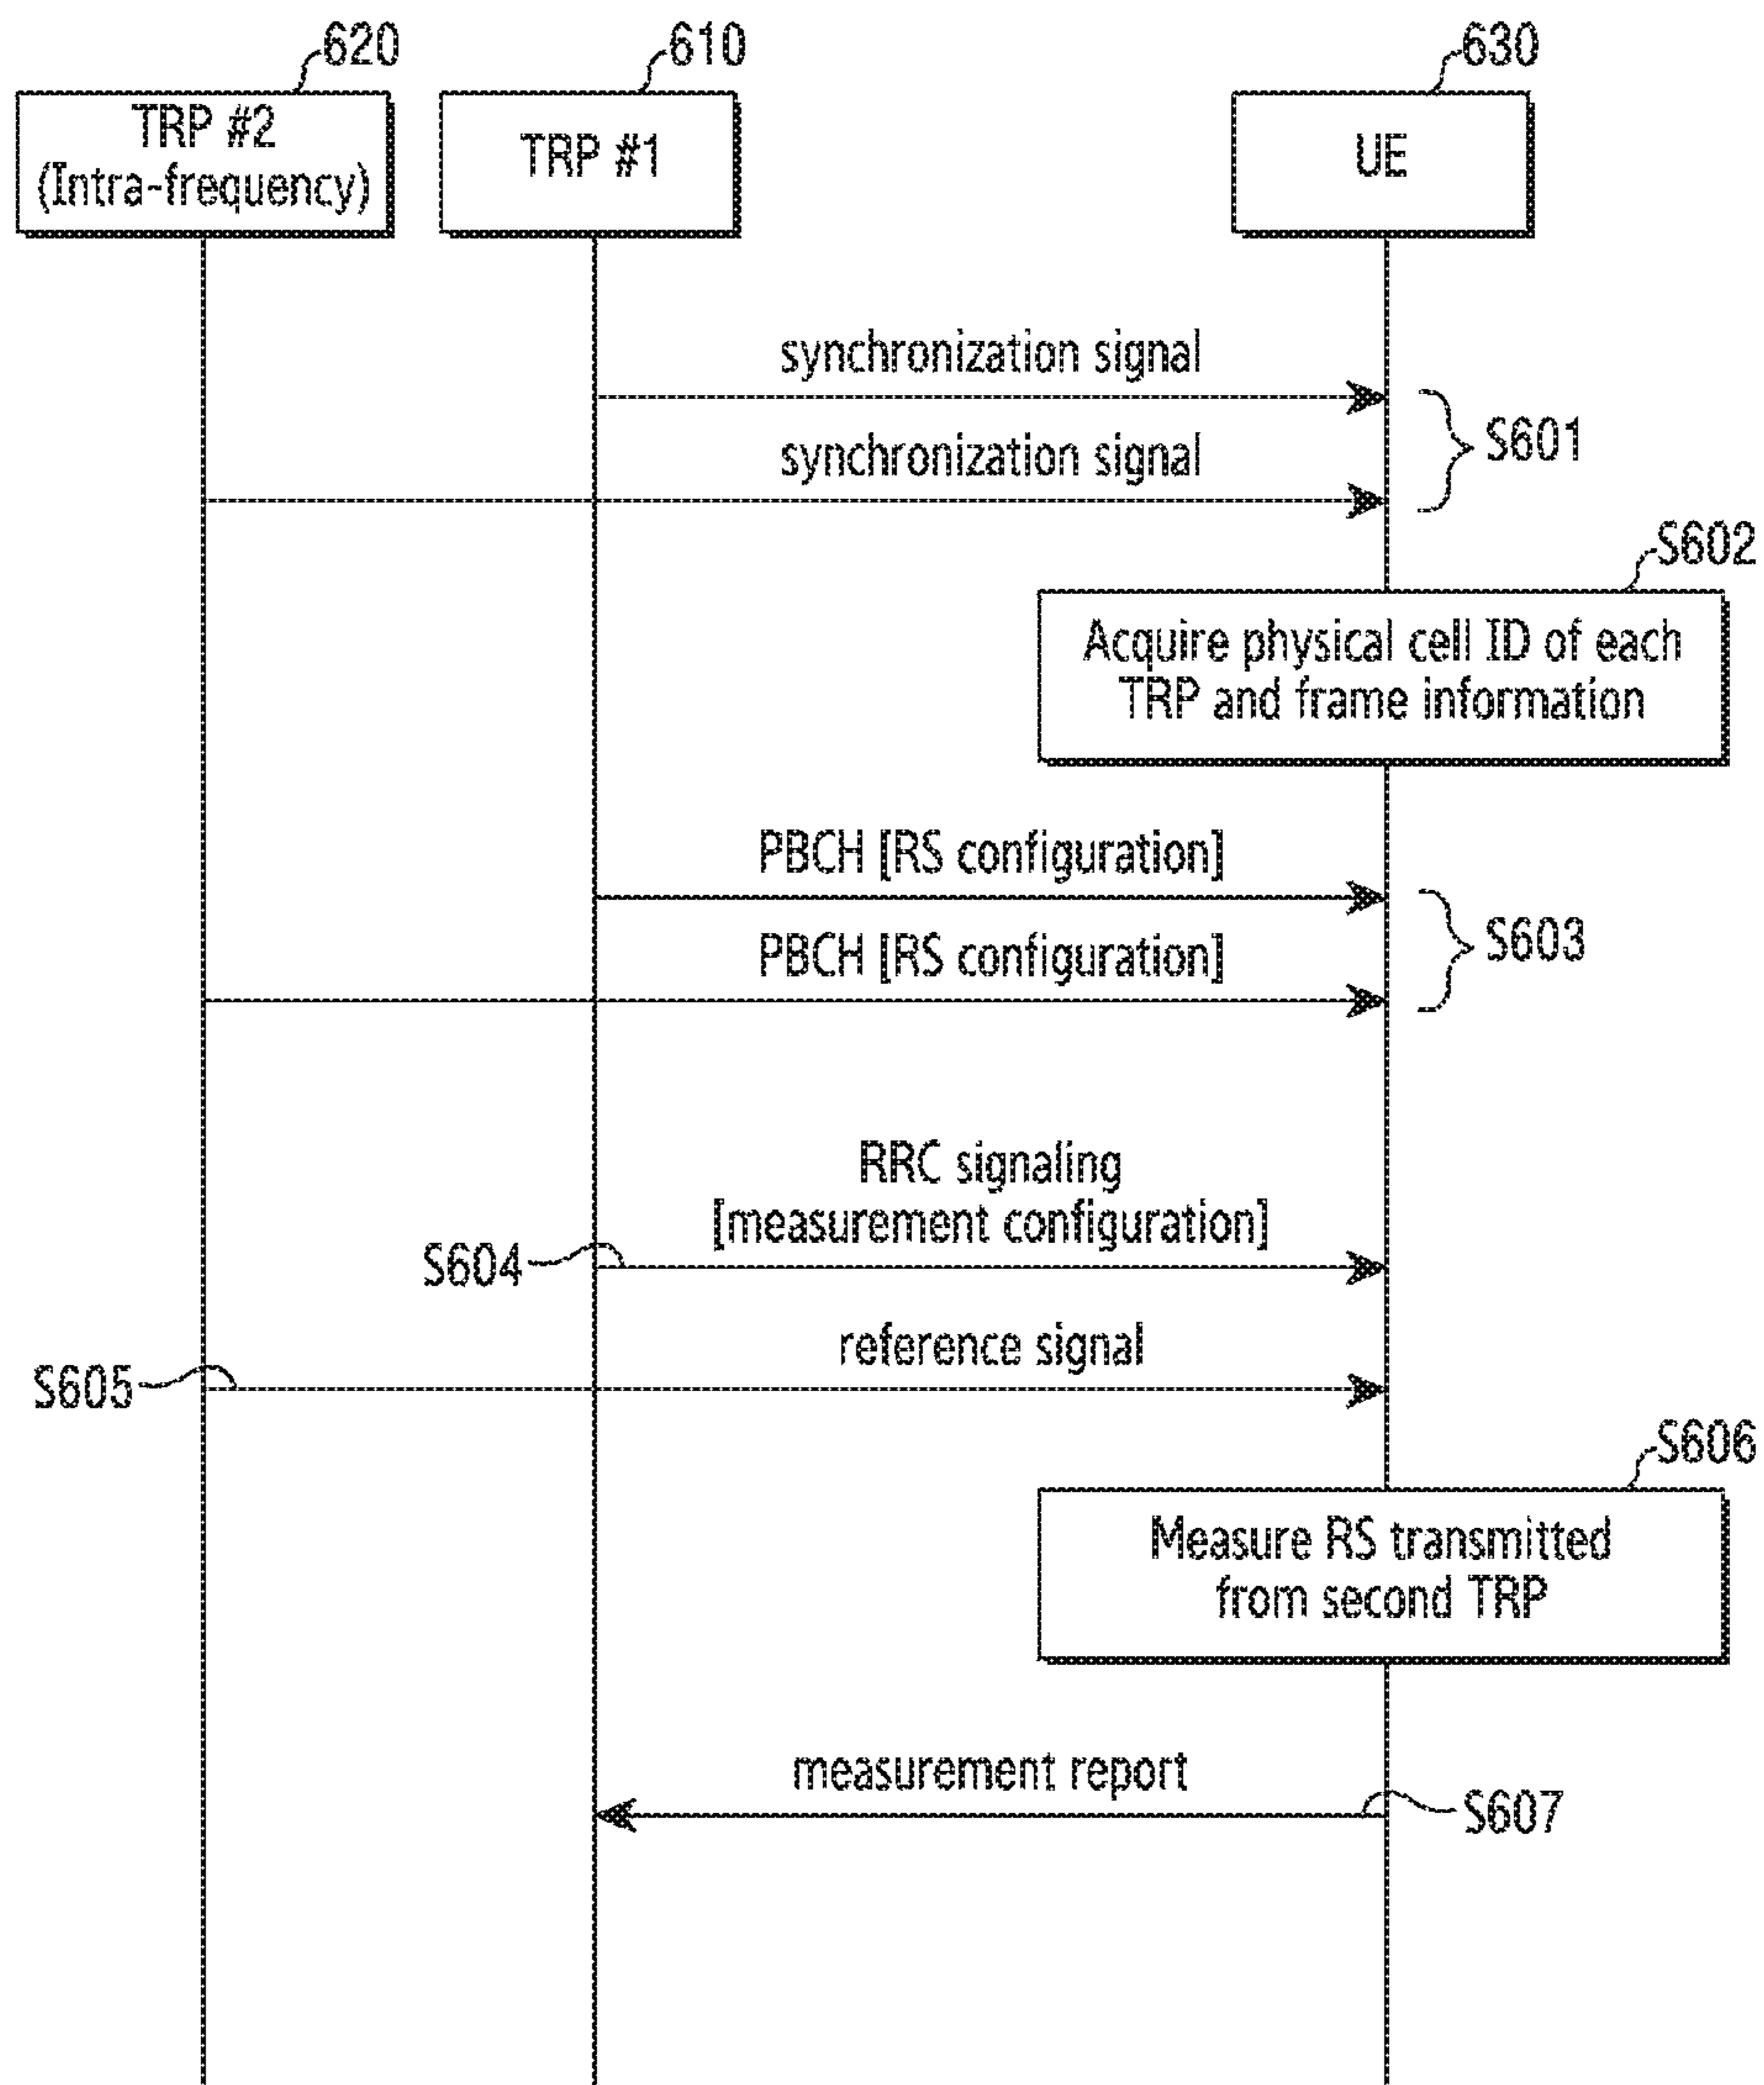 620
610
630
TRP #2
(Intra-frequency)
TRP #1
UE
synchronization signal
synchronization signal
S601
S602
Acquire physical cell ID of each
TRP and frame information
PBCH [RS configuration]
PBCH [RS configuration]
S603
RRC signaling
[measurement configuration]
S604
reference signal
S605
S606
Measure RS transmitted
from second TRP
measurement report
S607